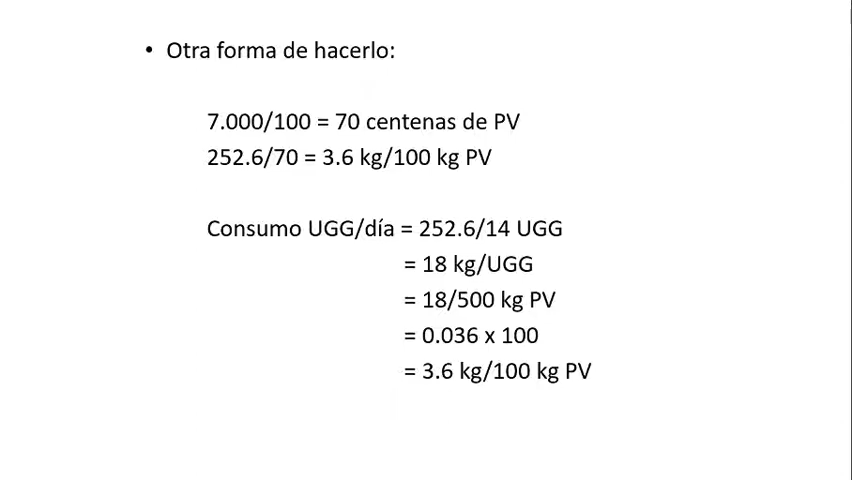 • Otra forma de hacerlo:
7.000/100 = 70 centenas de PV
252.6/70 = 3.6 kg/100 kg PV
Consumo UGG/día = 252.6/14 UGG
= 18 kg/UGG
= 18/500 kg PV
= 0.036 x 100
= 3.6 kg/100 kg PV